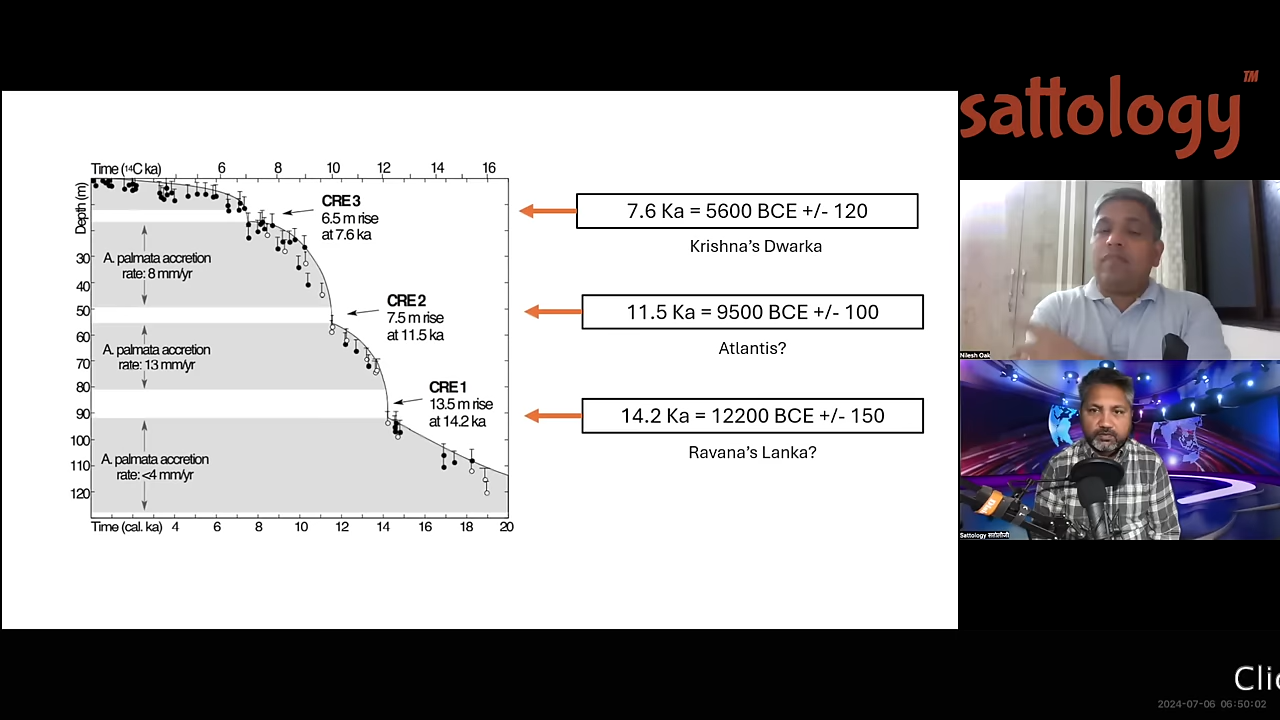 sattology™
Time (14C ka) 6 8 10 12 14 16
Depth (m)
30
40
50
60
70
80
90
100
110
120
A. palmata accretion
rate: 8 mm/yr
A. palmata accretion
rate: 13 mm/yr
A. palmata accretion
rate: <4 mm/yr
CRE 3
6.5 m rise
at 7.6 ka
CRE 2
7.5 m rise
at 11.5 ka
CRE 1
13.5 m rise
at 14.2 ka
Time (cal. ka) 4 6 8 10 12 14 16 18 20
7.6 Ka = 5600 BCE +/- 120
Krishna’s Dwarka
11.5 Ka = 9500 BCE +/- 100
Atlantis?
14.2 Ka = 12200 BCE +/- 150
Ravana’s Lanka?
Nilesh Oak
Sattology सत्तोलॉजी
Clic
2024-07-06 06:50:02